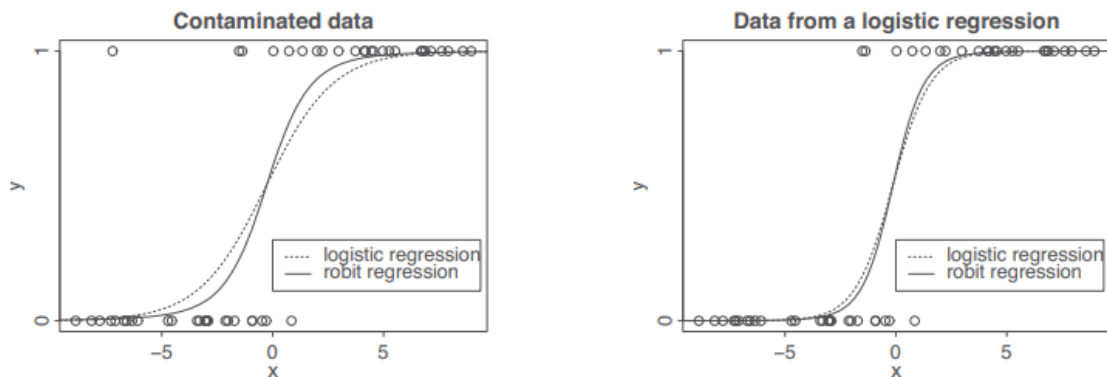 Contaminated data
1
y
0
logistic regression
robit regression
−5 0 5
x
Data from a logistic regression
1
y
0
logistic regression
robit regression
−5 0 5
x